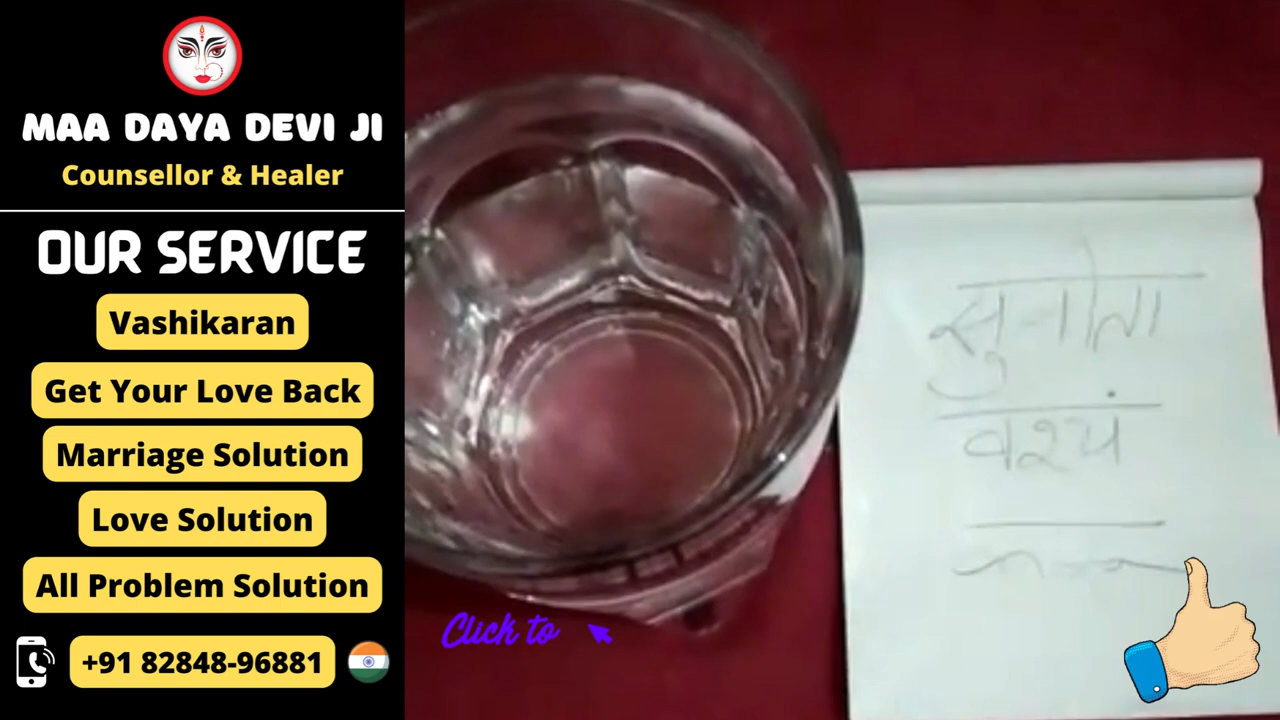 MAA DAYA DEVI JI
Counsellor & Healer
OUR SERVICE
Vashikaran
Get Your Love Back
Marriage Solution
Love Solution
All Problem Solution
+91 82848-96881
Click to
वश्यं